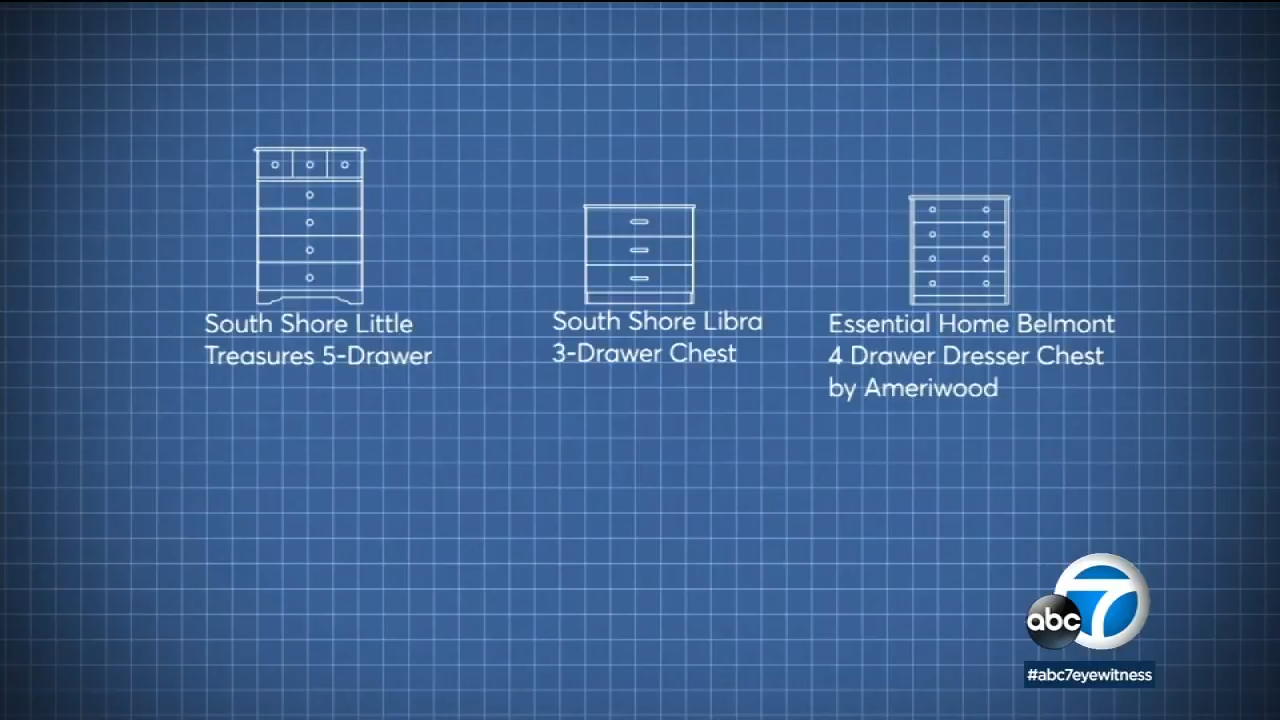 South Shore Little
Treasures 5-Drawer
South Shore Libra
3-Drawer Chest
Essential Home Belmont
4 Drawer Dresser Chest
by Ameriwood
abc 7
#abc7eyewitness